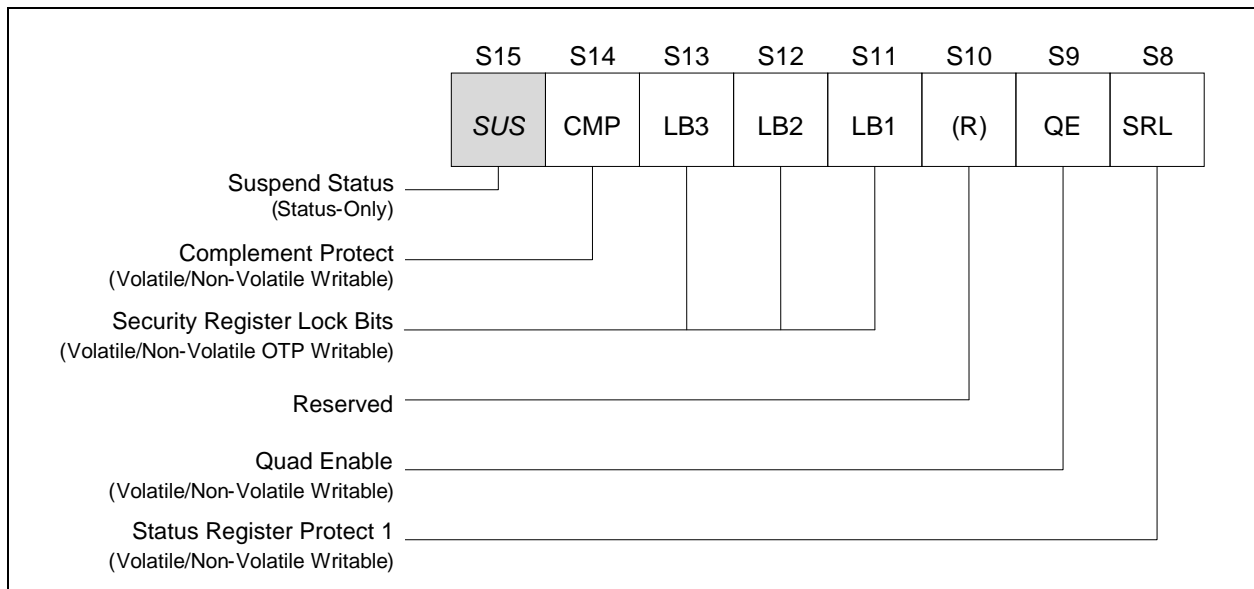 S15 S14 S13 S12 S11 S10 S9 S8
SUS CMP LB3 LB2 LB1 (R) QE SRL
Suspend Status
(Status-Only)
Complement Protect
(Volatile/Non-Volatile Writable)
Security Register Lock Bits
(Volatile/Non-Volatile OTP Writable)
Reserved
Quad Enable
(Volatile/Non-Volatile Writable)
Status Register Protect 1
(Volatile/Non-Volatile Writable)